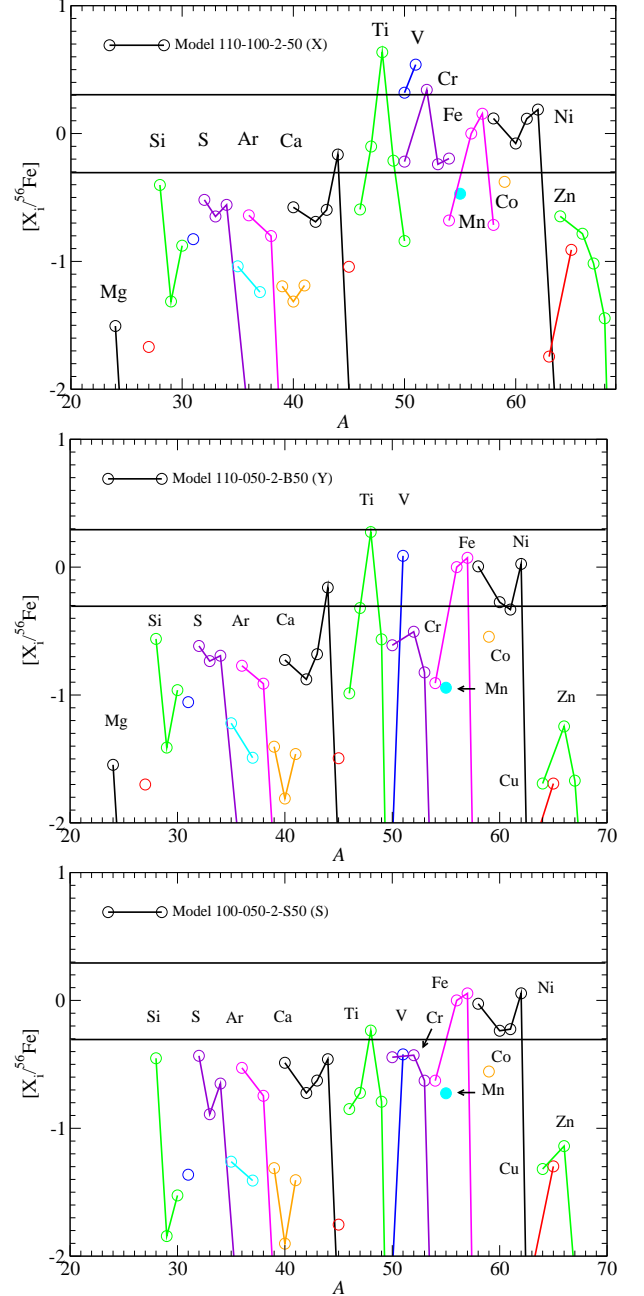 1
Model 110-100-2-50 (X)
Ti
V
Cr
Fe
Ni
Si
S
Ar
Ca
0
Mn
Co
Zn
-1
Mg
-2
20
30
40
50
60
A
[Xᵢ/⁵⁶Fe]
1
Model 110-050-2-B50 (Y)
Ti
V
Fe
Ni
0
Si
S
Ar
Ca
Cr
Co
Mn
-1
Mg
Zn
Cu
-2
20
30
40
50
60
70
A
[Xᵢ/⁵⁶Fe]
1
Model 100-050-2-S50 (S)
Fe
Ni
0
Si
S
Ar
Ca
Ti
V
Cr
Co
Mn
-1
Zn
Cu
-2
20
30
40
50
60
70
A
[Xᵢ/⁵⁶Fe]